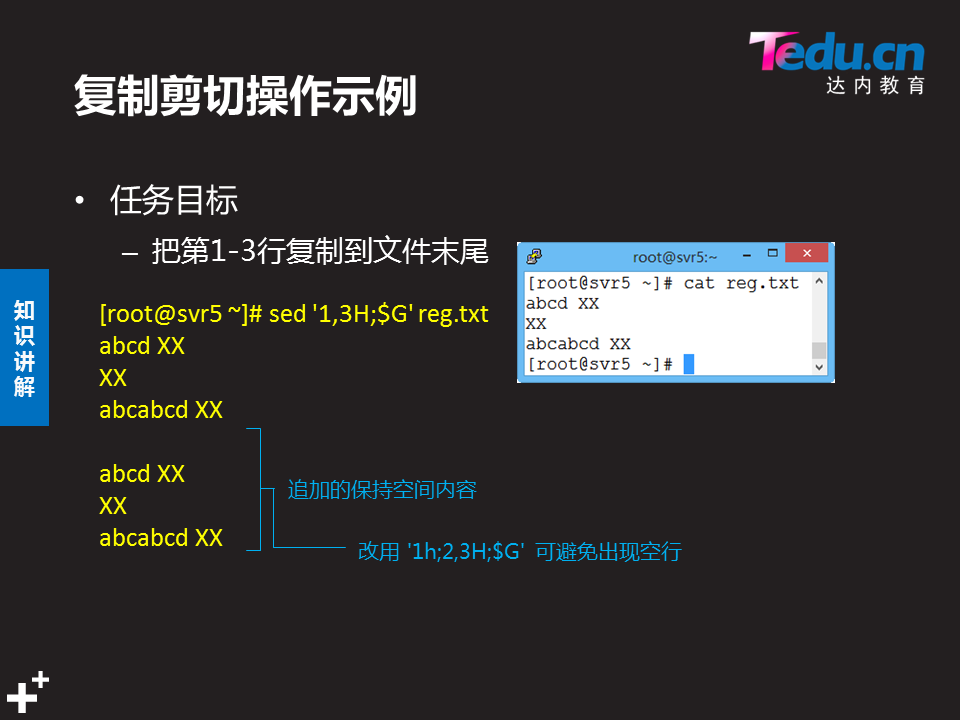 Tedu.cn
达内教育
复制剪切操作示例
• 任务目标
– 把第1-3行复制到文件末尾
知识讲解
[root@svr5 ~]# sed '1,3H;$G' reg.txt
abcd XX
XX
abcabcd XX
abcd XX
XX
abcabcd XX
root@svr5:~
[root@svr5 ~]# cat reg.txt
abcd XX
XX
abcabcd XX
[root@svr5 ~]#
追加的保持空间内容
改用 '1h;2,3H;$G' 可避免出现空行